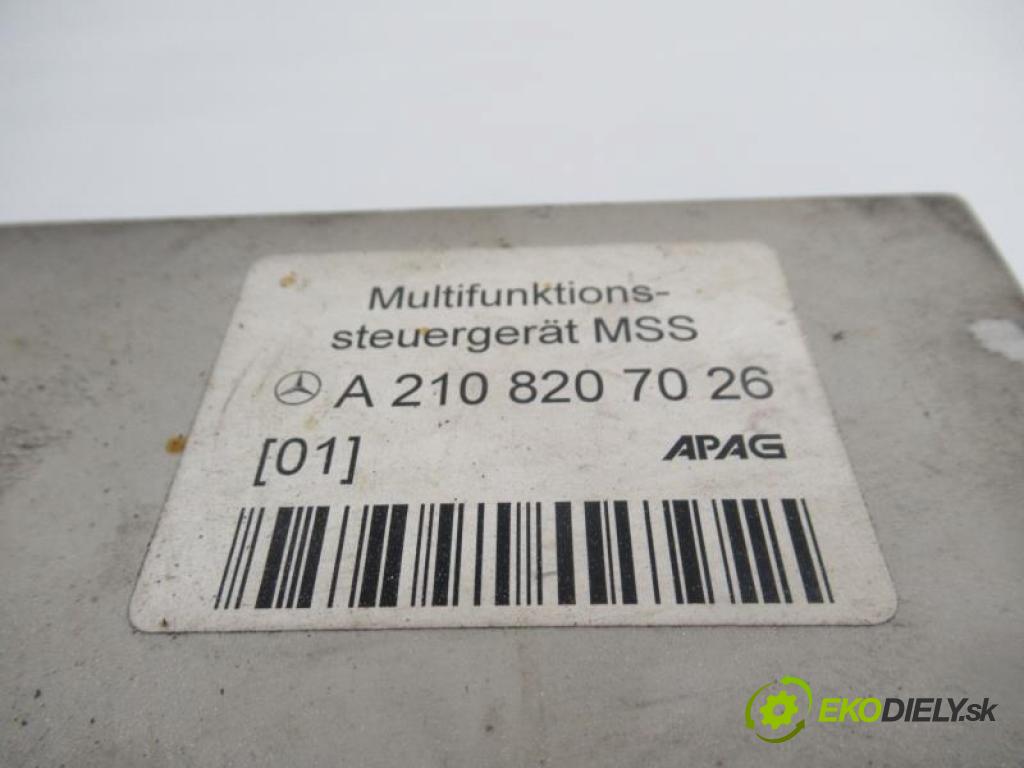 Multifunktions-
steuergerät MSS
A 210 820 70 26
[01] APAG
EKODIELY.sk